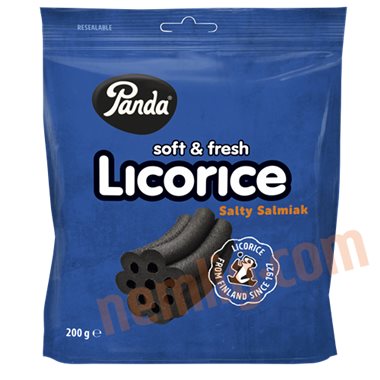 RESEALABLE
Panda®
soft & fresh
Licorice
Salty Salmiak
LICORICE
FROM FINLAND SINCE 1927
200 g ℮
nemlig.com